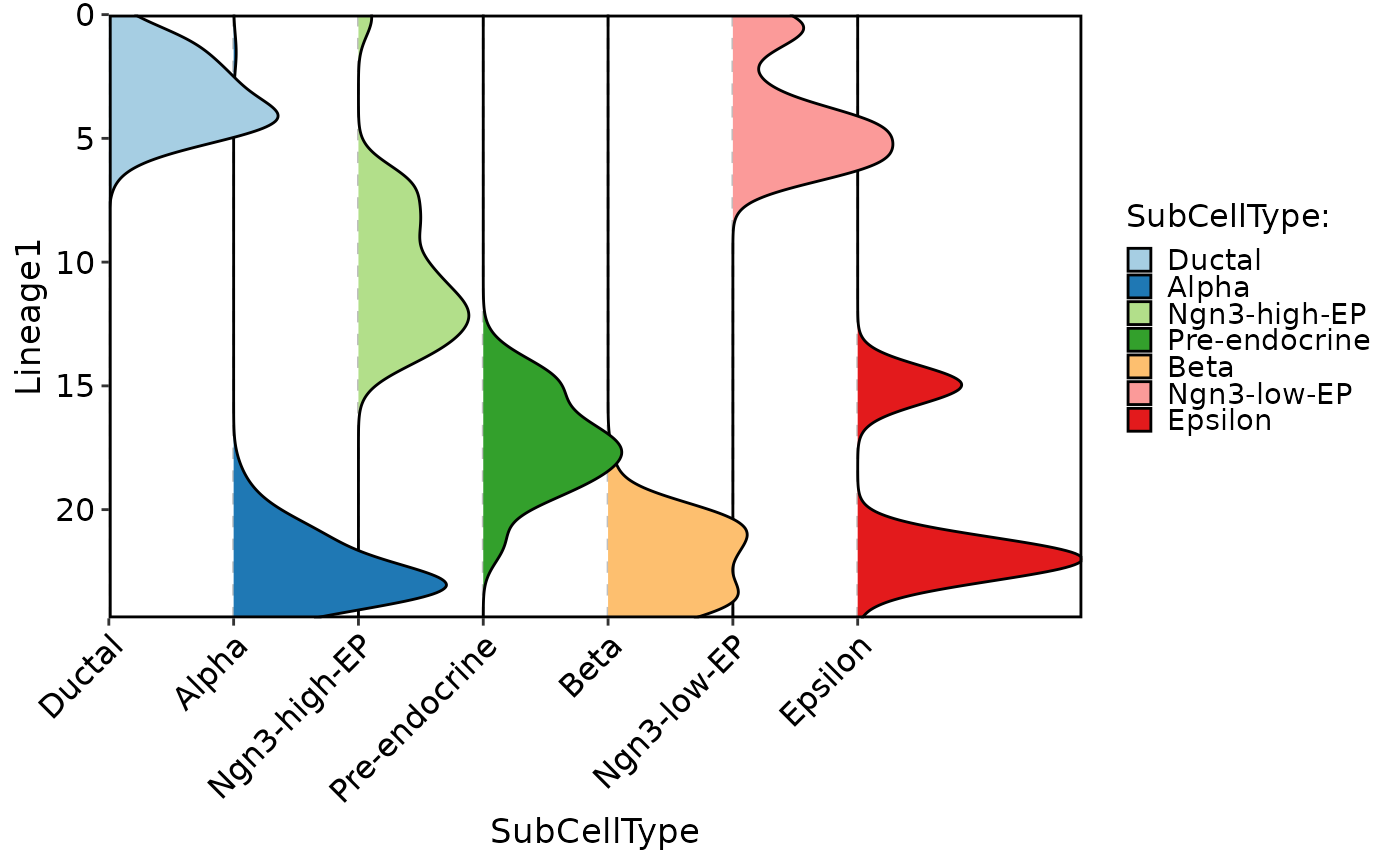 0
5
10
15
20
Lineage1
Ductal
Alpha
Ngn3-high-EP
Pre-endocrine
Beta
Ngn3-low-EP
Epsilon
SubCellType
SubCellType:
Ductal
Alpha
Ngn3-high-EP
Pre-endocrine
Beta
Ngn3-low-EP
Epsilon